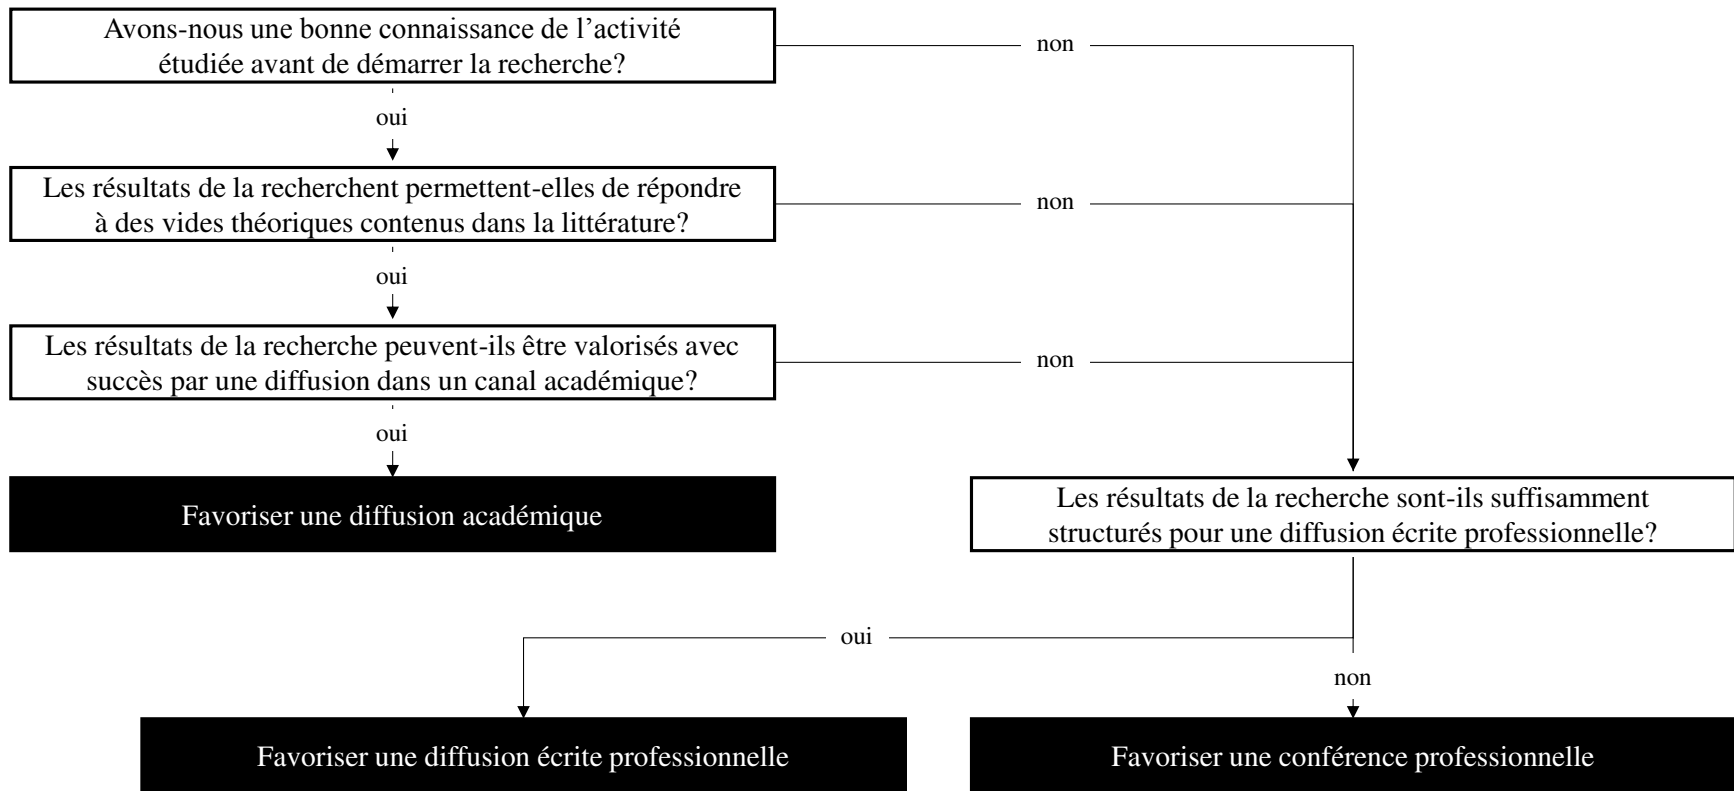 Avons-nous une bonne connaissance de l’activité
étudiée avant de démarrer la recherche?
non
oui
Les résultats de la recherchent permettent-elles de répondre
à des vides théoriques contenus dans la littérature?
non
oui
Les résultats de la recherche peuvent-ils être valorisés avec
succès par une diffusion dans un canal académique?
non
oui
Favoriser une diffusion académique
Les résultats de la recherche sont-ils suffisamment
structurés pour une diffusion écrite professionnelle?
oui
non
Favoriser une diffusion écrite professionnelle
Favoriser une conférence professionnelle